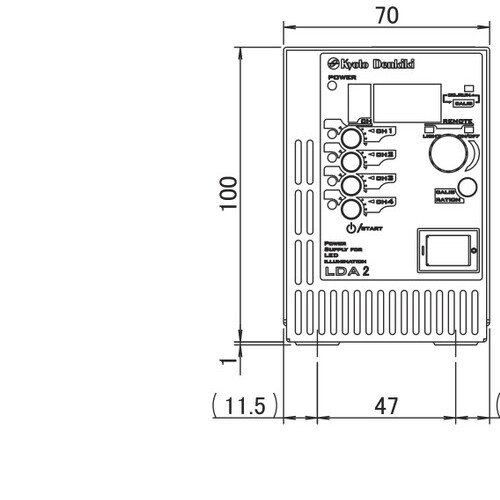 70
Kyoto Denkiki
POWER
CALIB
CH
REMOTE
CH1
CH2
CH3
CH4
CALIB
RATION
/START
100
POWER
SUPPLY FOR
LED
ILLUMINATION
LDA 2
1
(11.5)
47
(